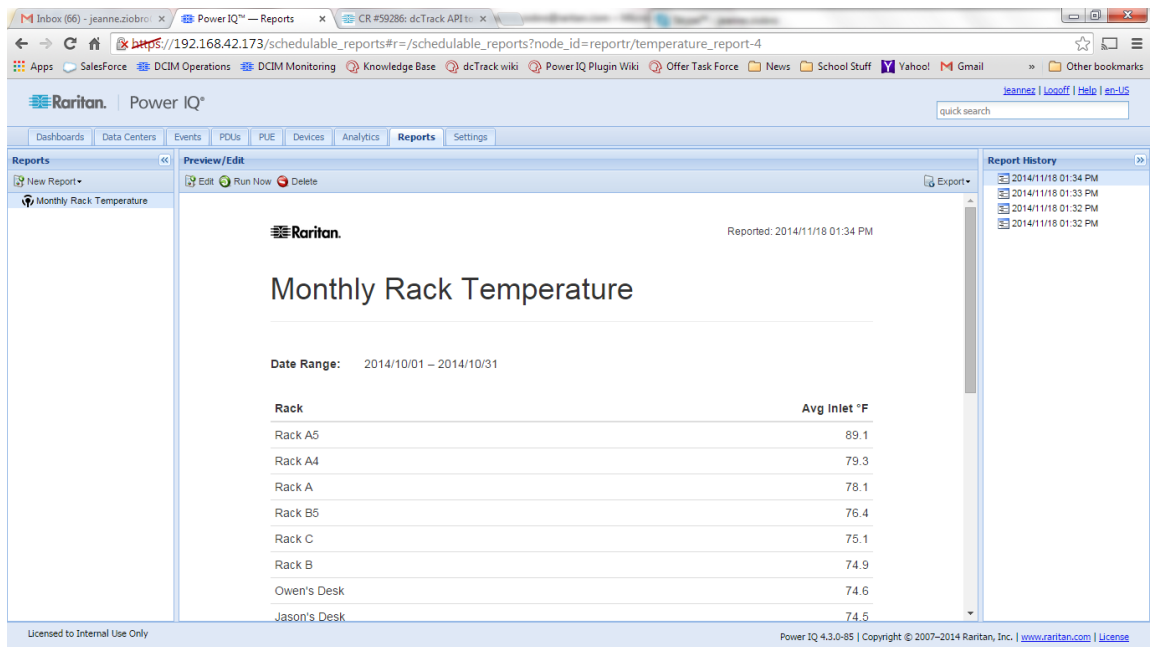 Inbox (66) - jeanne.ziobro Power IQ™ — Reports CR #59286: dcTrack API to
https://192.168.42.173/schedulable_reports#r=/schedulable_reports?node_id=reportr/temperature_report-4
Apps SalesForce DCIM Operations DCIM Monitoring Knowledge Base dcTrack wiki Power IQ Plugin Wiki Offer Task Force News School Stuff Yahoo! Gmail » Other bookmarks
Raritan. Power IQ® jeannez | Logoff | Help | en-US
quick search
Dashboards Data Centers Events PDUs PUE Devices Analytics Reports Settings
Reports Preview/Edit Report History
New Report Edit Run Now Delete Export 2014/11/18 01:34 PM
2014/11/18 01:33 PM
Monthly Rack Temperature
2014/11/18 01:32 PM
2014/11/18 01:32 PM
Raritan. Reported: 2014/11/18 01:34 PM
Monthly Rack Temperature
Date Range: 2014/10/01 – 2014/10/31
Rack Avg Inlet °F
Rack A5 89.1
Rack A4 79.3
Rack A 78.1
Rack B5 76.4
Rack C 75.1
Rack B 74.9
Owen's Desk 74.6
Jason's Desk 74.5
Licensed to Internal Use Only Power IQ 4.3.0-85 | Copyright © 2007–2014 Raritan, Inc. | www.raritan.com | License